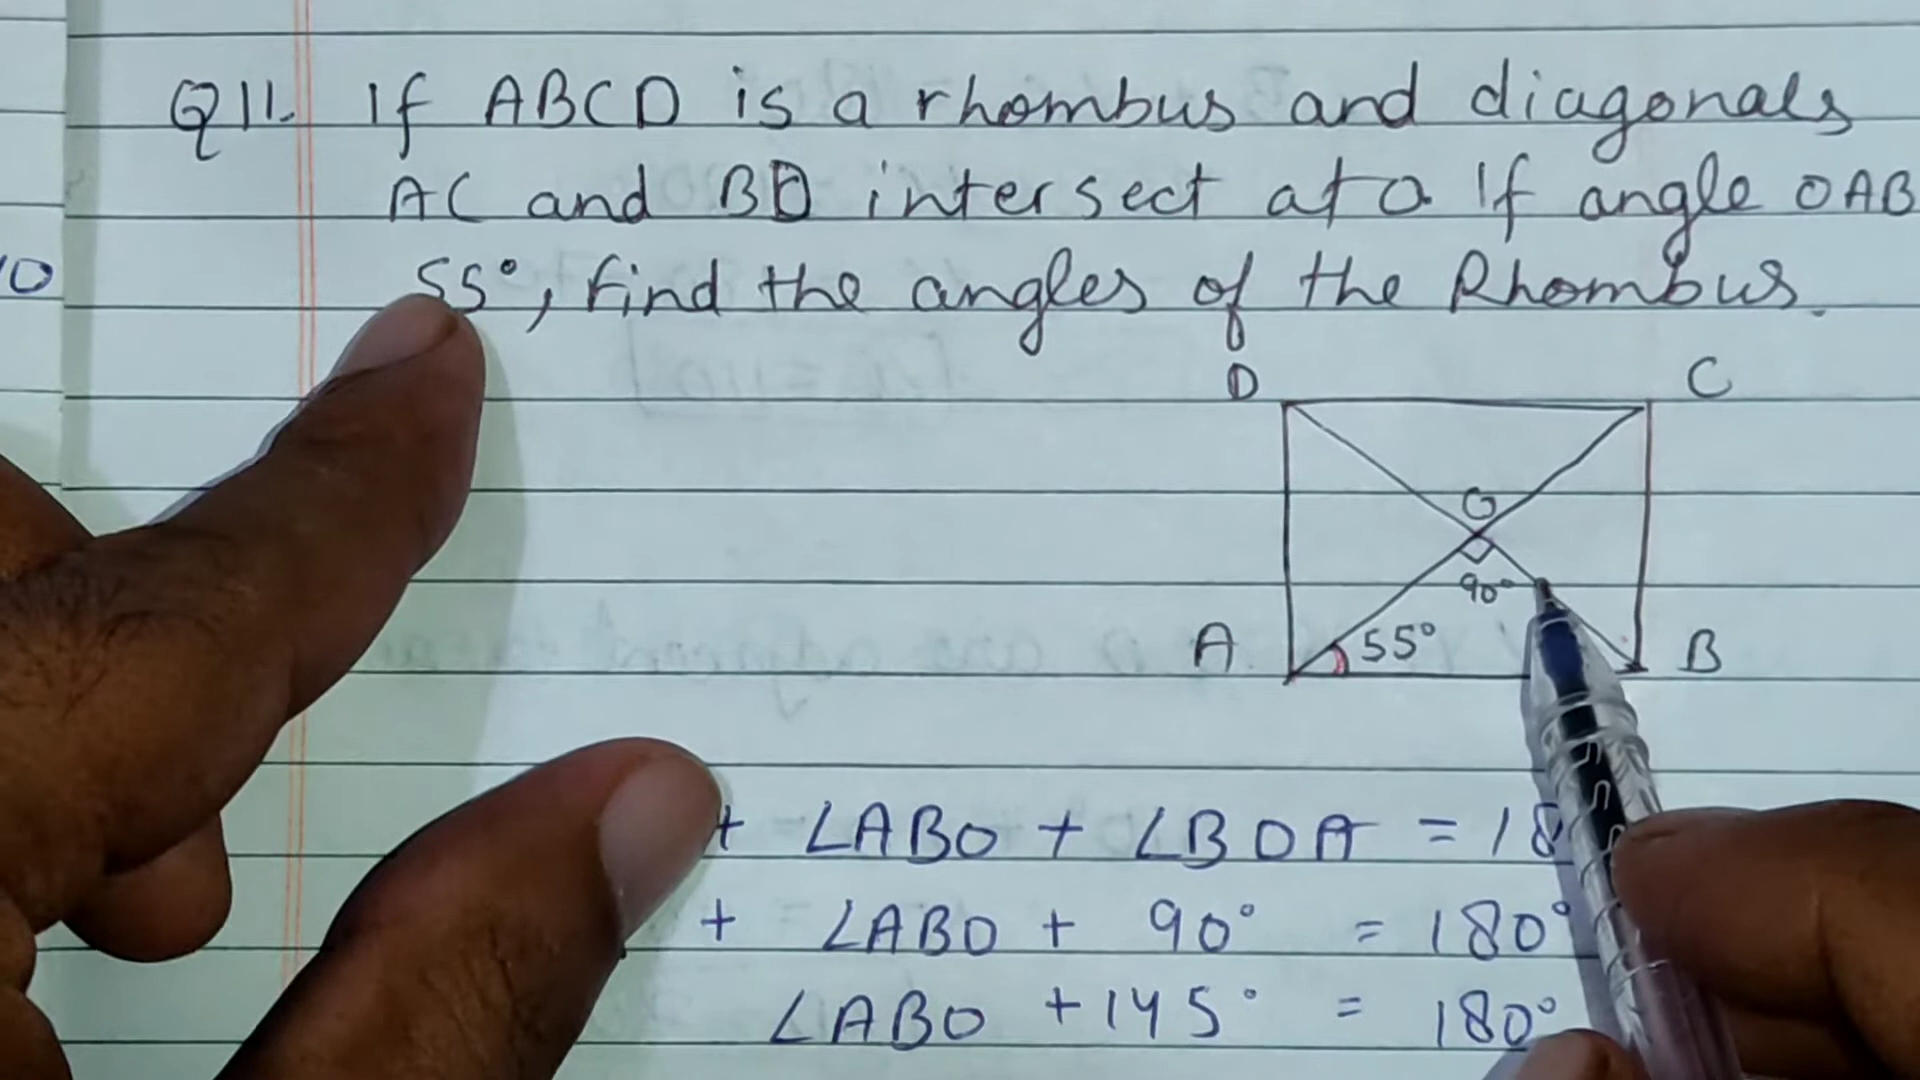 Q11. If ABCD is a rhombus and diagonals
AC and BD intersect at O. If angle OAB
55°, find the angles of the Rhombus.
10
D
C
O
90°
A
55°
B
+ ∠ABO + ∠BOA = 18
+ ∠ABO + 90° = 180°
∠ABO + 145° = 180°